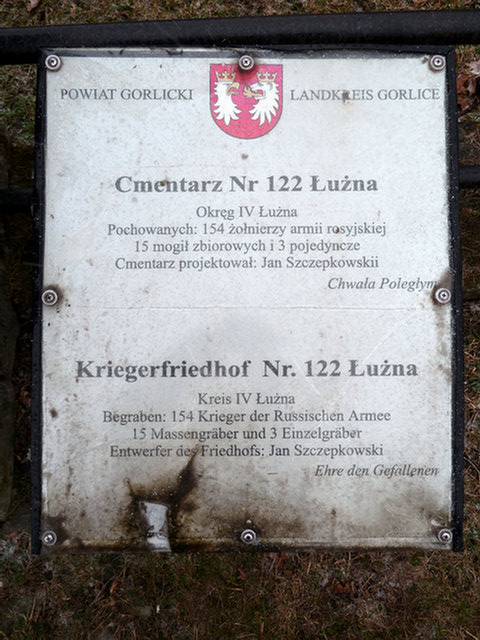 POWIAT GORLICKI LANDKREIS GORLICE
Cmentarz Nr 122 Łużna
Okręg IV Łużna
Pochowanych: 154 żołnierzy armii rosyjskiej
15 mogił zbiorowych i 3 pojedyncze
Cmentarz projektował: Jan Szczepkowskii
Chwała Poległym
Kriegerfriedhof Nr. 122 Łużna
Kreis IV Łużna
Begraben: 154 Krieger der Russischen Armee
15 Massengräber und 3 Einzelgräber
Entwerfer des Friedhofs: Jan Szczepkowski
Ehre den Gefallenen